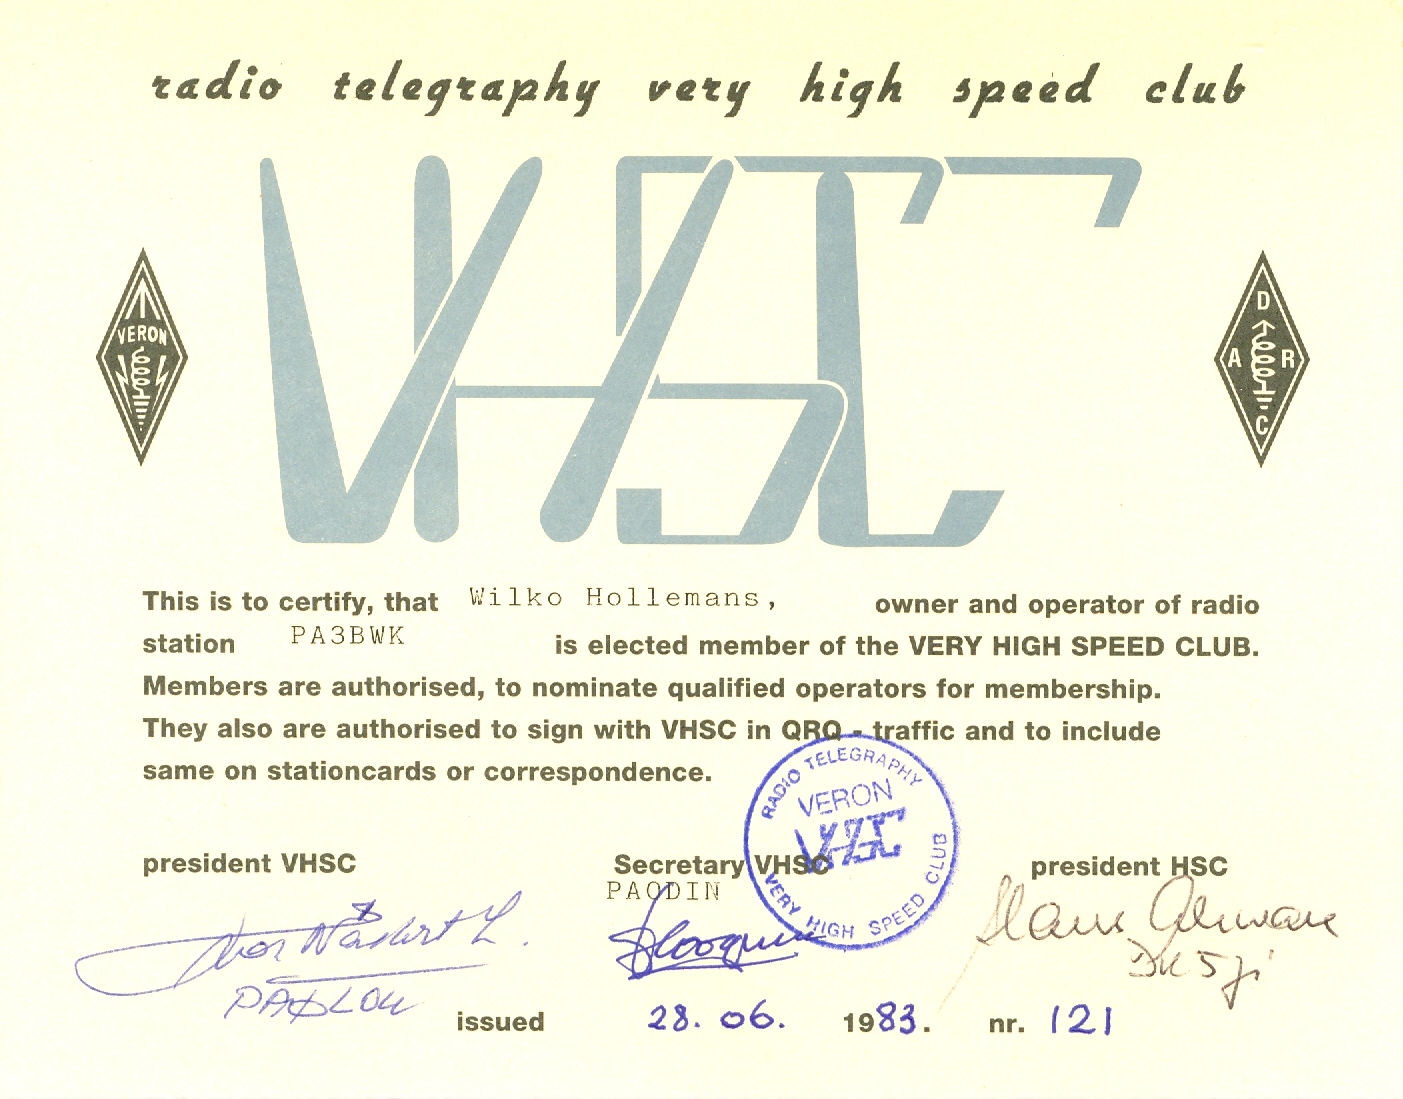 radio telegraphy very high speed club
VHSC
VERON
D
A R
C
This is to certify, that Wilko Hollemans, owner and operator of radio
station PA3BWK is elected member of the VERY HIGH SPEED CLUB.
Members are authorised, to nominate qualified operators for membership.
They also are authorised to sign with VHSC in QRQ - traffic and to include
same on stationcards or correspondence.
RADIO TELEGRAPHY
VERON
VHSC
VERY HIGH SPEED CLUB
president VHSC Secretary VHSC president HSC
PAODIN
PAØLOU
DK5JI
issued 28. 06. 1983. nr. 121